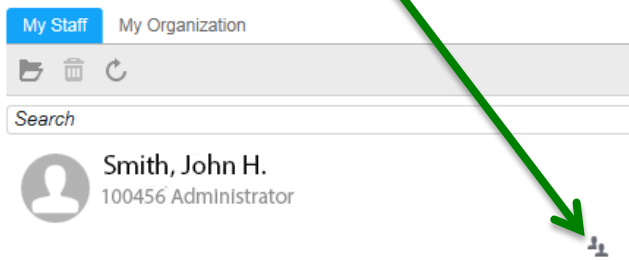 My Staff My Organization
Search
Smith, John H.
100456 Administrator